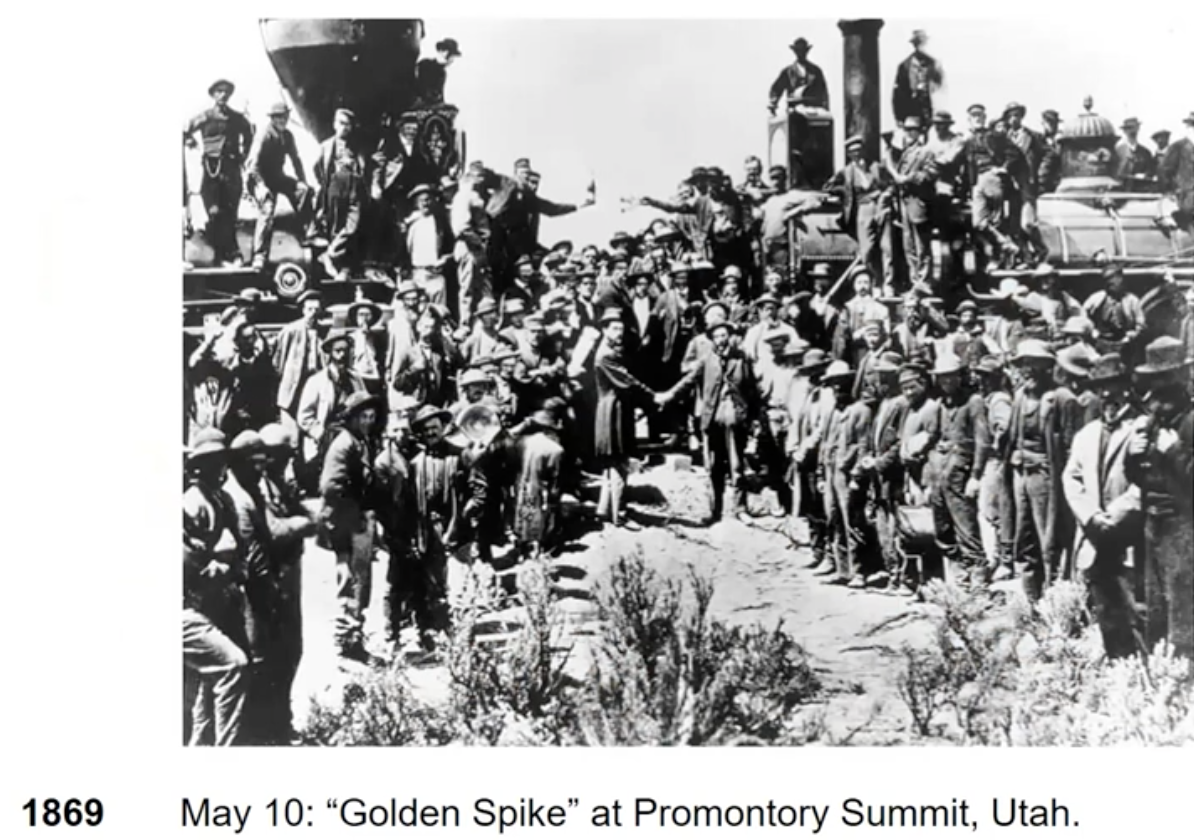 1869 May 10: “Golden Spike” at Promontory Summit, Utah.